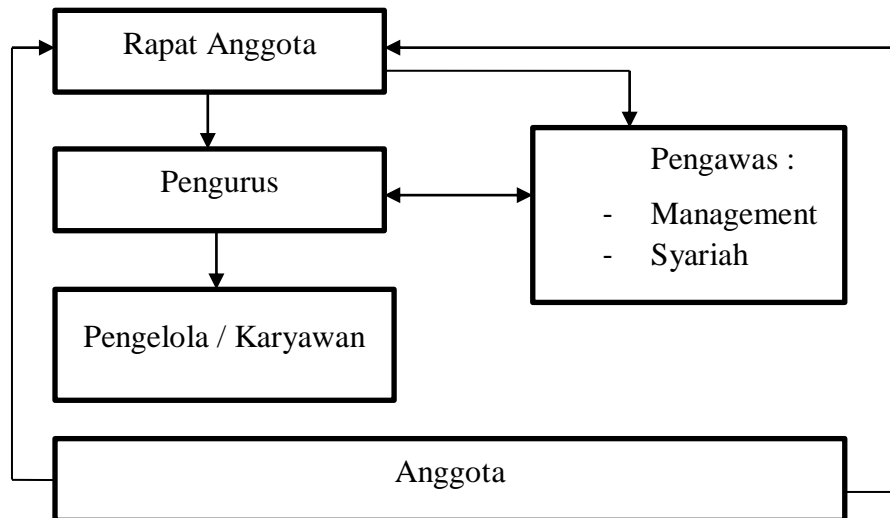 Rapat Anggota
Pengurus
Pengawas :
- Management
- Syariah
Pengelola / Karyawan
Anggota